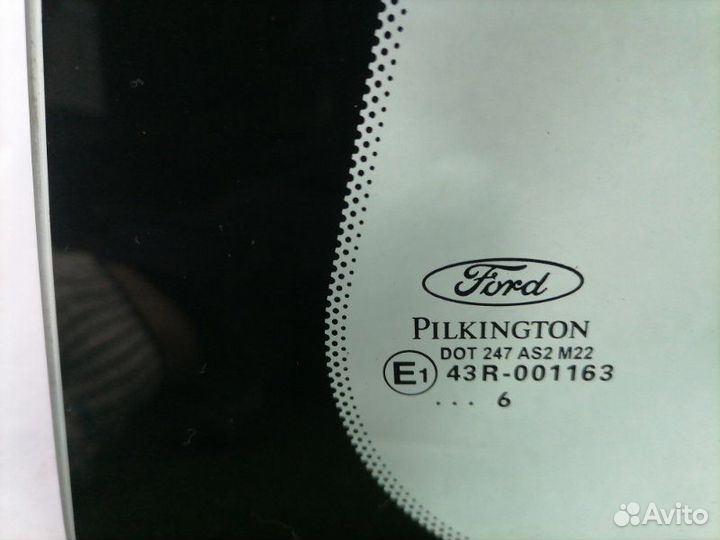 Ford
PILKINGTON
DOT 247 AS2 M22
E1 43R-001163
... 6
Avito